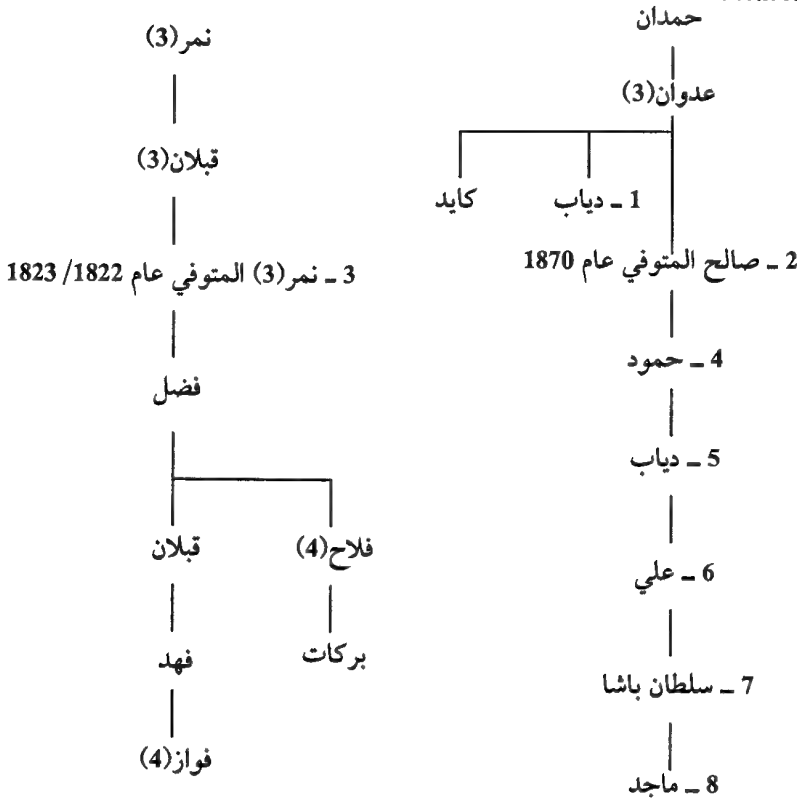 حمدان
نمر(3)
عدوان(3)
قبلان(3)
1 ـ دياب
كايد
2 ـ صالح المتوفي عام 1870
3 ـ نمر(3) المتوفي عام 1822/ 1823
4 ـ حمود
فضل
5 ـ دياب
فلاح(4)
قبلان
6 ـ علي
بركات
فهد
7 ـ سلطان باشا
فواز(4)
8 ـ ماجد